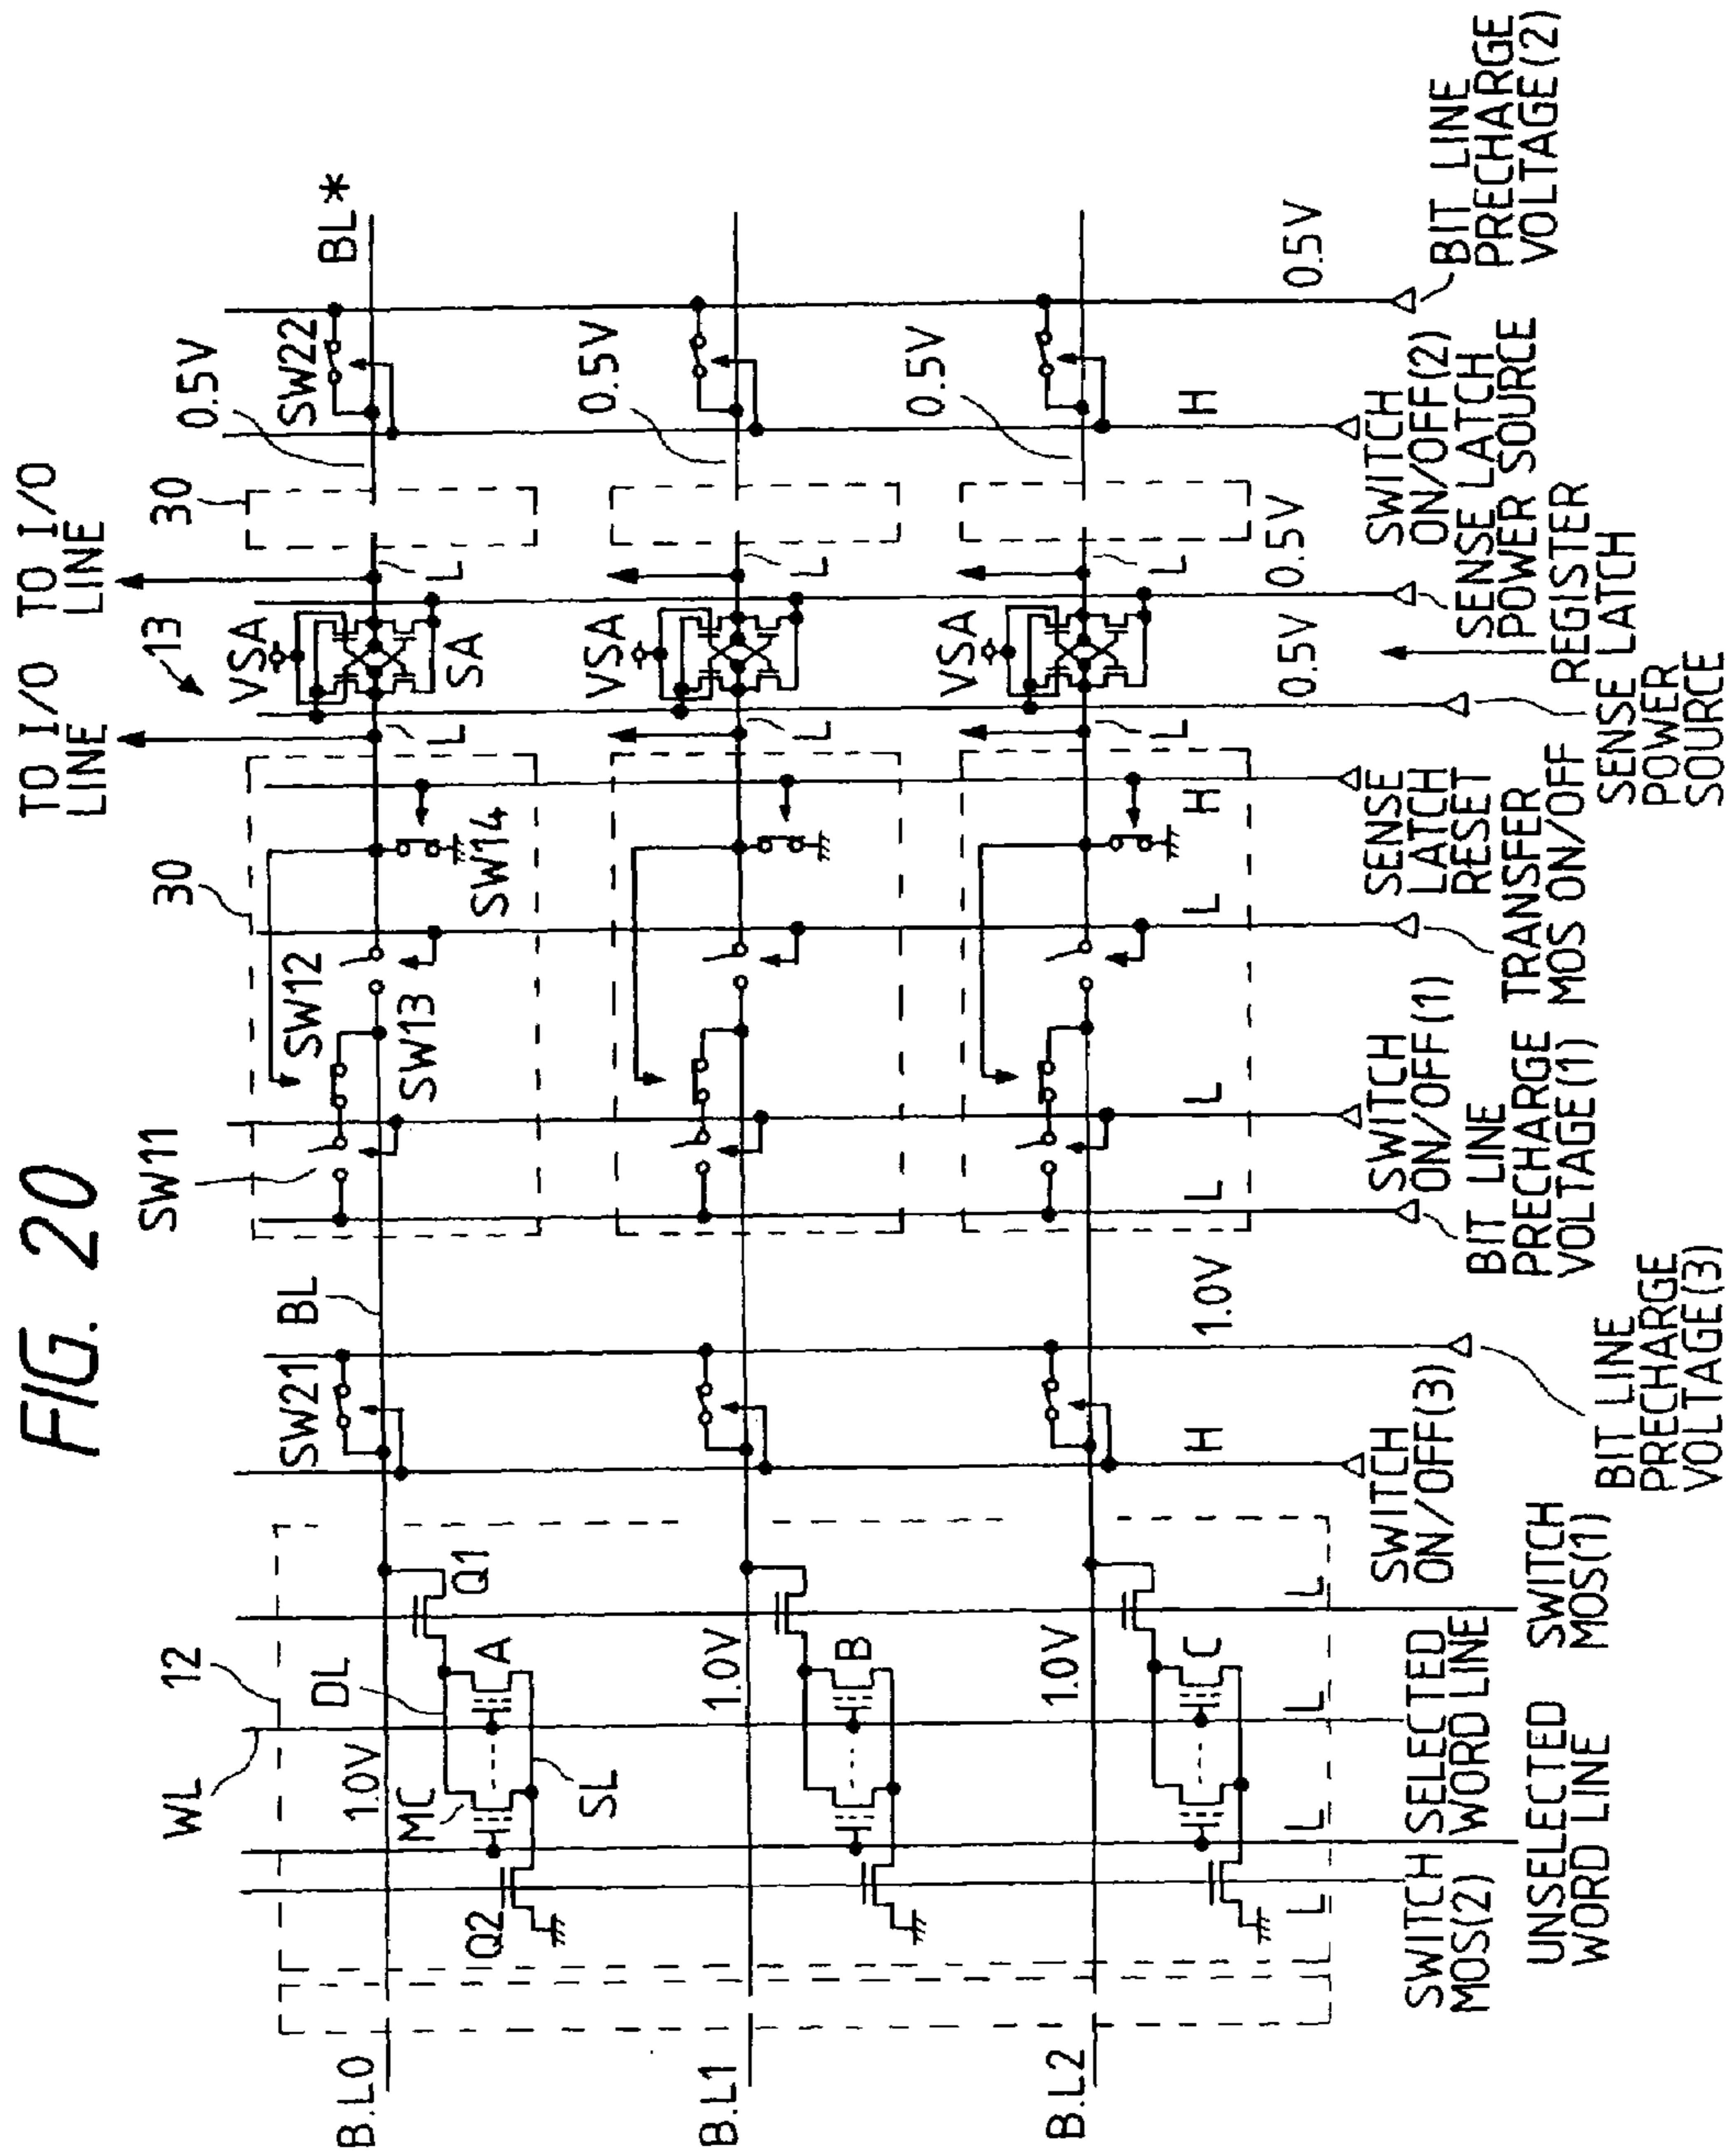 FIG. 20
TO I/O
LINE
TO I/O
LINE
13
30
30
SW11
SW12
SW13
SW14
VSA
SA
0.5V
SW22
BL*
L
L
BL
SW21
12
WL
1.0V
DL
MC
A
Q1
SL
Q2
B.L0
1.0V
B
VSA
L
L
0.5V
B.L1
1.0V
C
VSA
L
L
0.5V
B.L2
L
L
L
L
H
1.0V
L
L
L
H
0.5V
0.5V
H
0.5V
SWITCH
MOS(2)
UNSELECTED
WORD LINE
SELECTED
WORD LINE
SWITCH
MOS(1)
SWITCH
ON/OFF(3)
BIT LINE
PRECHARGE
VOLTAGE(3)
BIT LINE
PRECHARGE
VOLTAGE(1)
SWITCH
ON/OFF(1)
TRANSFER
MOS ON/OFF
SENSE
LATCH
RESET
SENSE LATCH
POWER
SOURCE
REGISTER
SENSE LATCH
POWER SOURCE
SWITCH
ON/OFF(2)
BIT LINE
PRECHARGE
VOLTAGE(2)